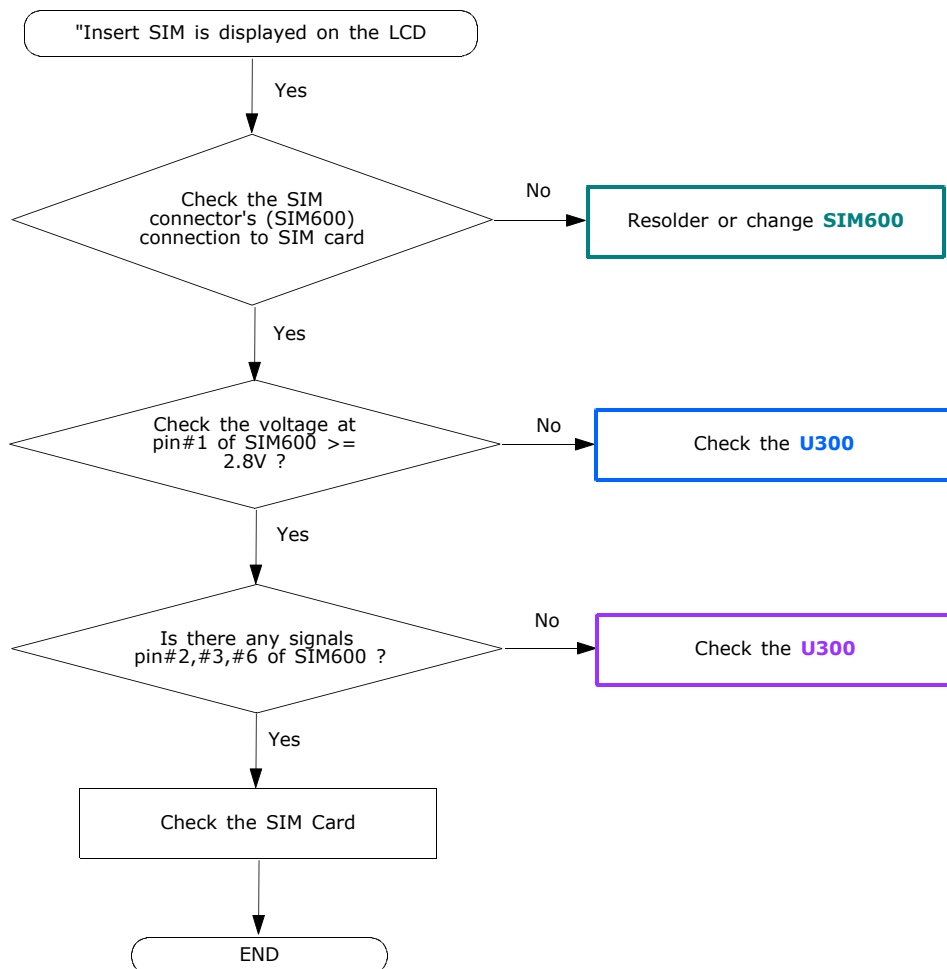 "Insert SIM is displayed on the LCD
Yes
Check the SIM
connector's (SIM600)
connection to SIM card
No
Resolder or change SIM600
Yes
Check the voltage at
pin#1 of SIM600 >=
2.8V ?
No
Check the U300
Yes
Is there any signals
pin#2,#3,#6 of SIM600 ?
No
Check the U300
Yes
Check the SIM Card
END